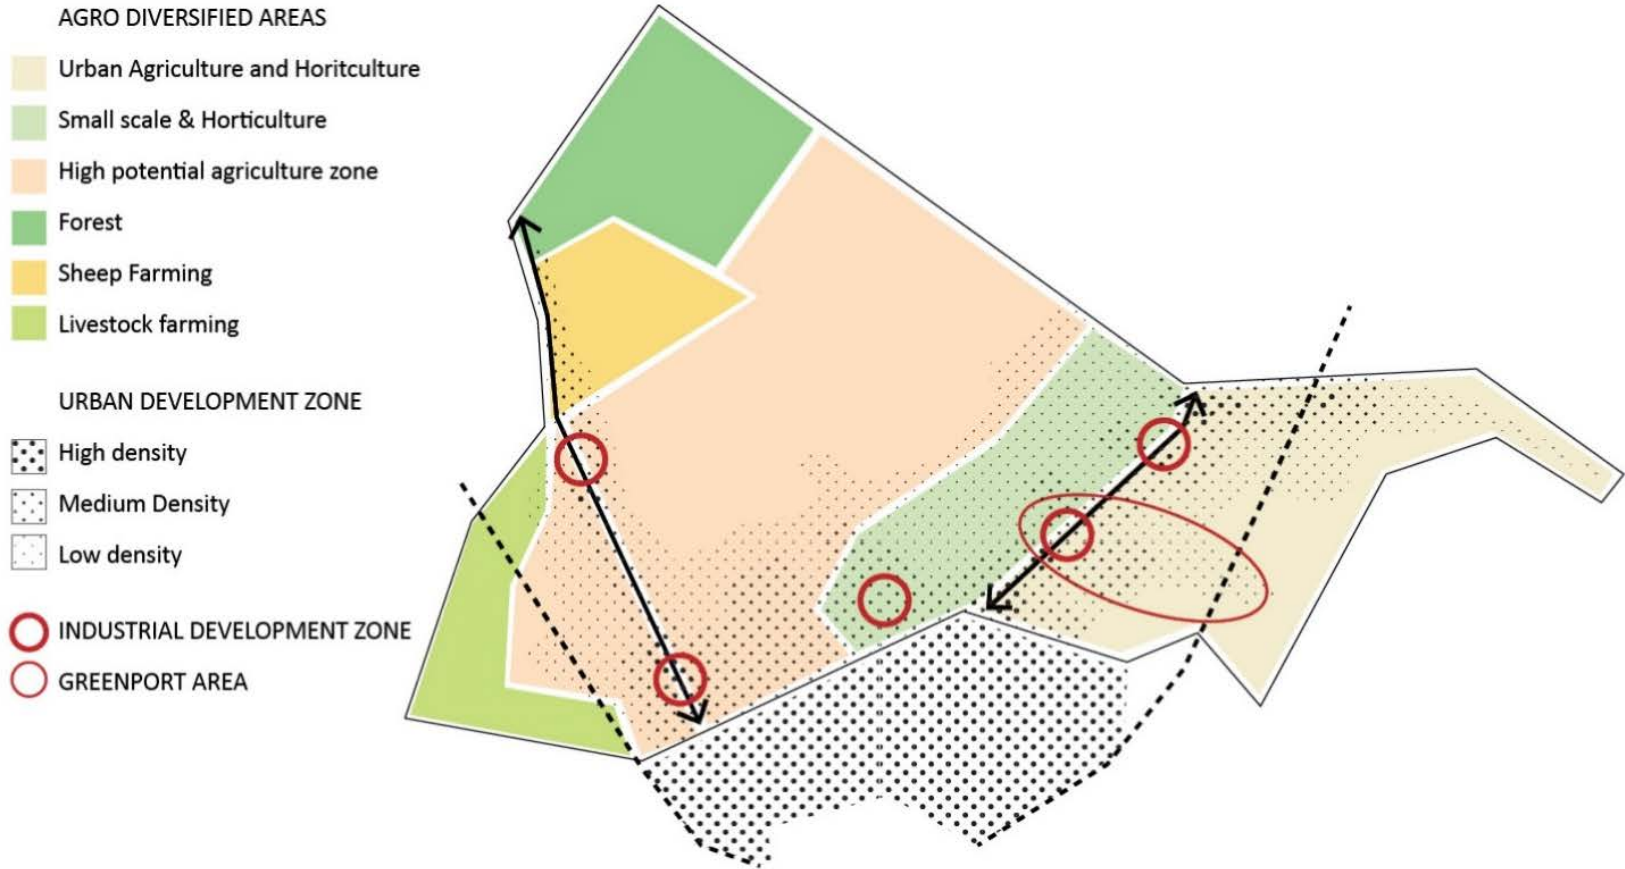 AGRO DIVERSIFIED AREAS
Urban Agriculture and Horitculture
Small scale & Horticulture
High potential agriculture zone
Forest
Sheep Farming
Livestock farming
URBAN DEVELOPMENT ZONE
High density
Medium Density
Low density
INDUSTRIAL DEVELOPMENT ZONE
GREENPORT AREA